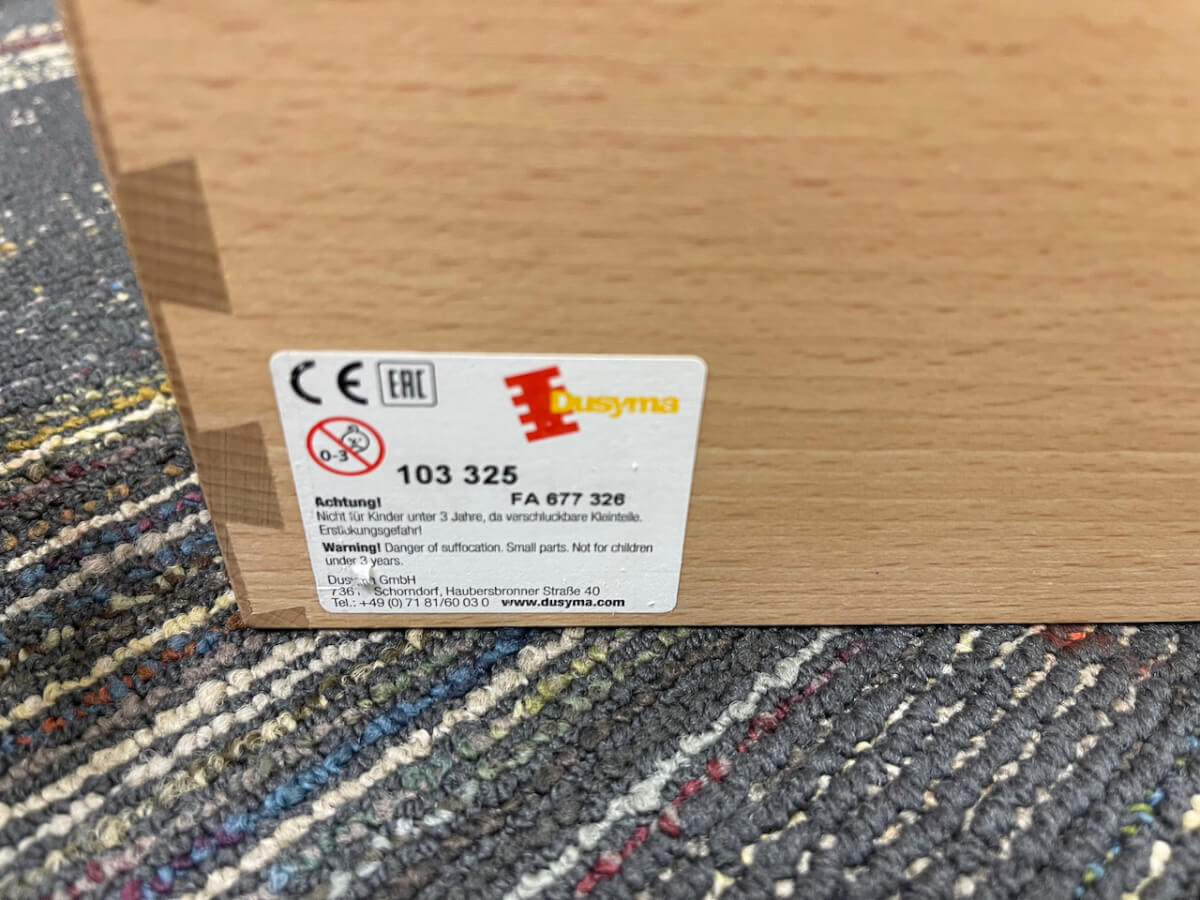 CE EAC
Dusyma
0-3
103 325
FA 677 326
Achtung!
Nicht für Kinder unter 3 Jahre, da verschluckbare Kleinteile.
Erstickungsgefahr!
Warning! Danger of suffocation. Small parts. Not for children
under 3 years.
GmbH
Schorndorf, Haubersbronner Straße 40
Tel.: +49 (0) 71 81/60 03 0 www.dusyma.com